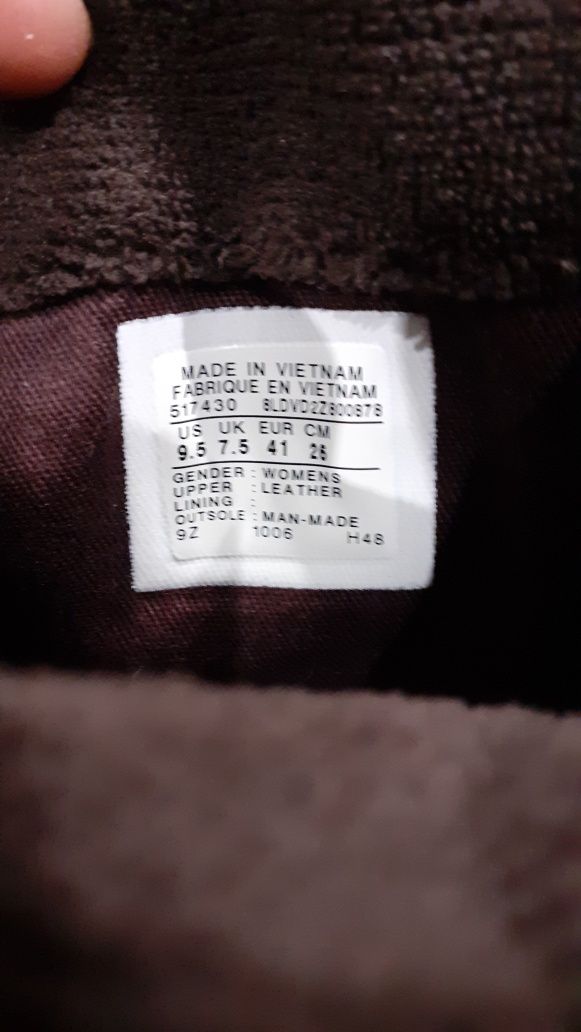 MADE IN VIETNAM
FABRIQUE EN VIETNAM
517430 8LDVD2Z800878
US UK EUR CM
9.5 7.5 41 26
GENDER : WOMENS
UPPER : LEATHER
LINING :
OUTSOLE : MAN-MADE
9Z 1006 H48